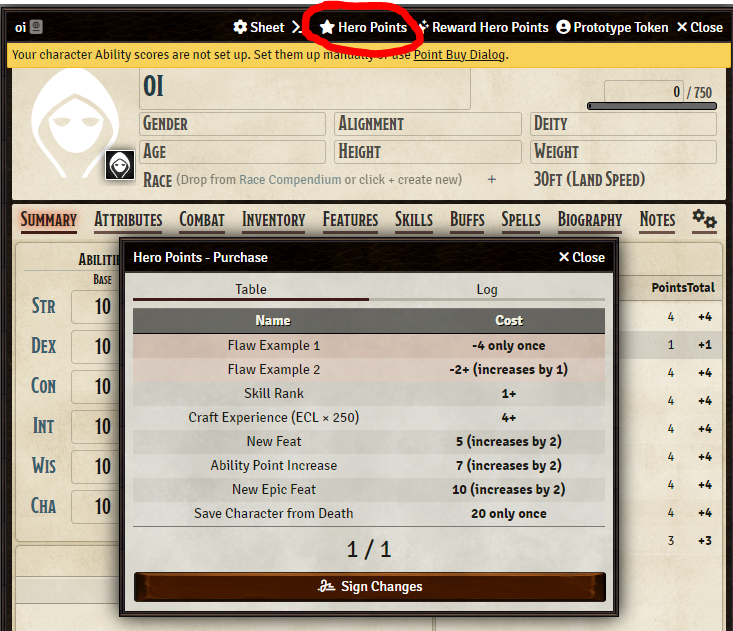 oi Sheet Hero Points Reward Hero Points Prototype Token Close
Your character Ability scores are not set up. Set them up manually or use Point Buy Dialog.
OI
0 / 750
Gender Alignment Deity
Age Height Weight
Race (Drop from Race Compendium or click + create new) + 30ft (Land Speed)
Summary Attributes Combat Inventory Features Skills Buffs Spells Biography Notes
Base
Points Total
Str 10 4 +4
Dex 10 1 +1
Con 10 4 +4
Int 10 4 +4
Wis 10 4 +4
Cha 10 4 +4
4 +4
4 +4
3 +3
Hero Points - Purchase Close
Table Log
Name Cost
Flaw Example 1 -4 only once
Flaw Example 2 -2+ (increases by 1)
Skill Rank 1+
Craft Experience (ECL × 250) 4+
New Feat 5 (increases by 2)
Ability Point Increase 7 (increases by 2)
New Epic Feat 10 (increases by 2)
Save Character from Death 20 only once
1 / 1
Sign Changes